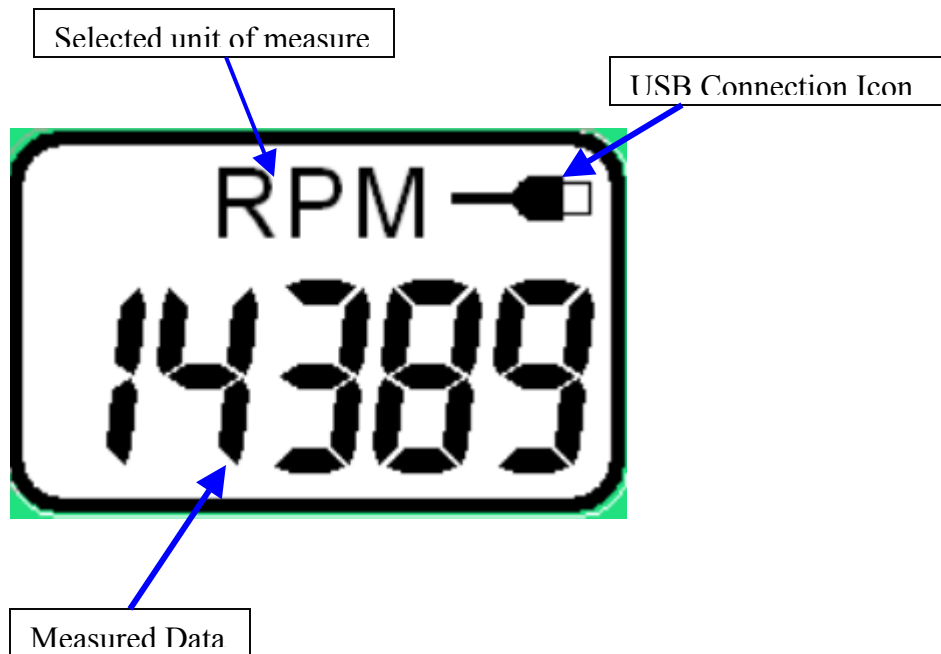 Selected unit of measure
USB Connection Icon
RPM
14389
Measured Data